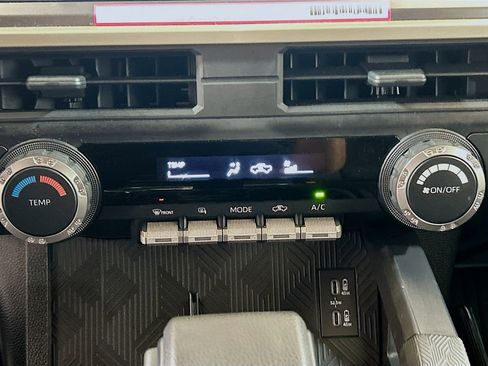 TEMP
TEMP
ON/OFF
FRONT
MODE
A/C